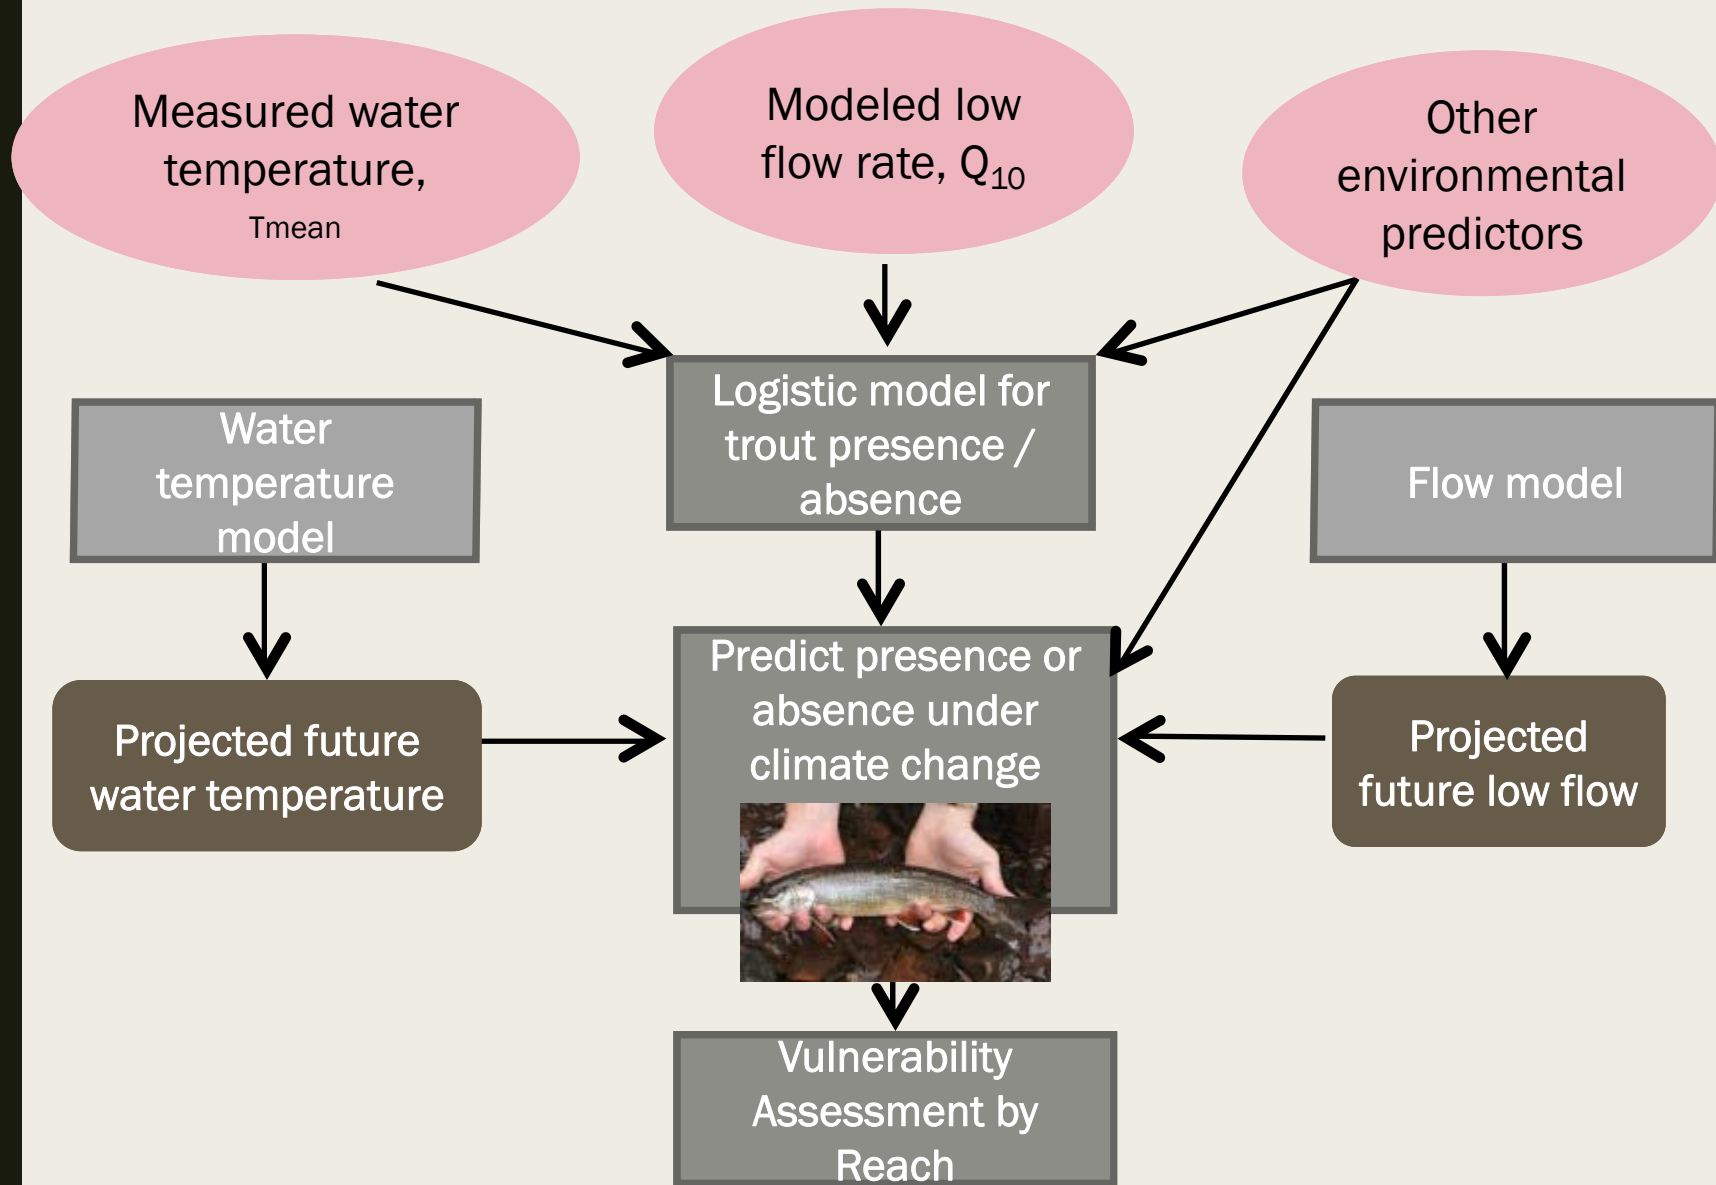 Measured water
temperature,
Tmean
Modeled low
flow rate, Q₁₀
Other
environmental
predictors
Logistic model for
trout presence /
absence
Water
temperature
model
Flow model
Predict presence or
absence under
climate change
Projected future
water temperature
Projected
future low flow
Vulnerability
Assessment by
Reach